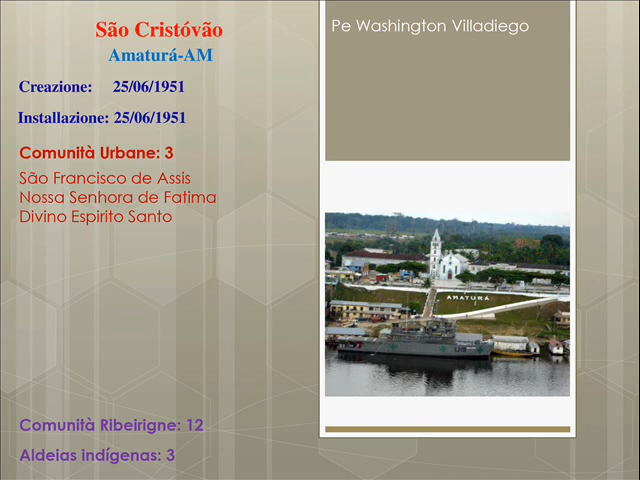 São Cristóvão
Amaturá-AM
Creazione: 25/06/1951
Installazione: 25/06/1951
Comunità Urbane: 3
São Francisco de Assis
Nossa Senhora de Fatima
Divino Espirito Santo
Comunità Ribeirigne: 12
Aldeias indígenas: 3
Pe Washington Villadiego
AMATURÁ